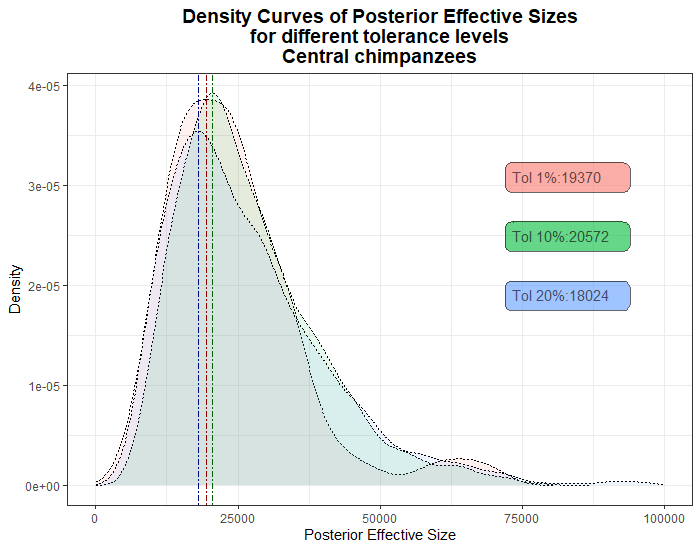 Density Curves of Posterior Effective Sizes
for different tolerance levels
Central chimpanzees
4e-05
3e-05
2e-05
1e-05
0e+00
Density
Tol 1%:19370
Tol 10%:20572
Tol 20%:18024
0
25000
50000
75000
100000
Posterior Effective Size